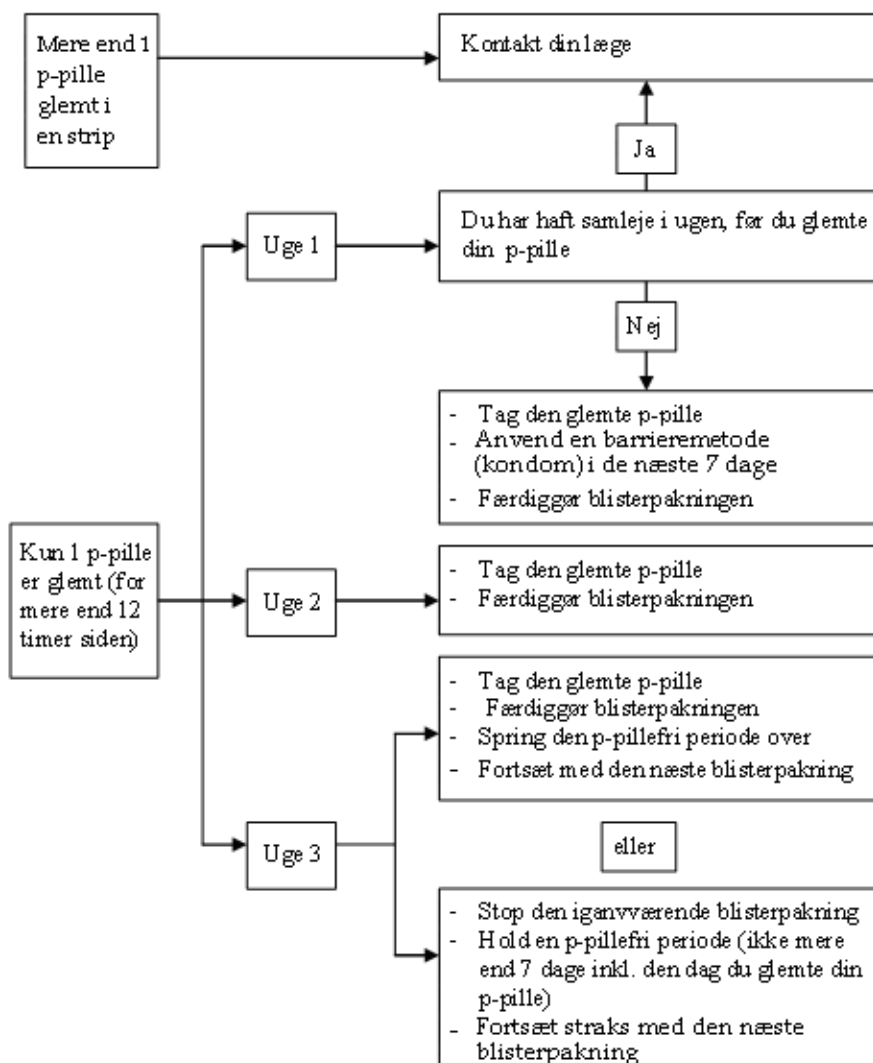 Mere end 1
p-pille
glemt i
en strip
Kontakt din læge
Ja
Uge 1
Du har haft samleje i ugen, før du glemte
din p-pille
Nej
- Tag den glemte p-pille
- Anvend en barrieremetode
(kondom) i de næste 7 dage
- Færdiggør blisterpakningen
Kun 1 p-pille
er glemt (for
mere end 12
timer siden)
Uge 2
- Tag den glemte p-pille
- Færdiggør blisterpakningen
Uge 3
- Tag den glemte p-pille
- Færdiggør blisterpakningen
- Spring den p-pillefri periode over
- Fortsæt med den næste blisterpakning
eller
- Stop den iganvværende blisterpakning
- Hold en p-pillefri periode (ikke mere
end 7 dage inkl. den dag du glemte din
p-pille)
- Fortsæt straks med den næste
blisterpakning